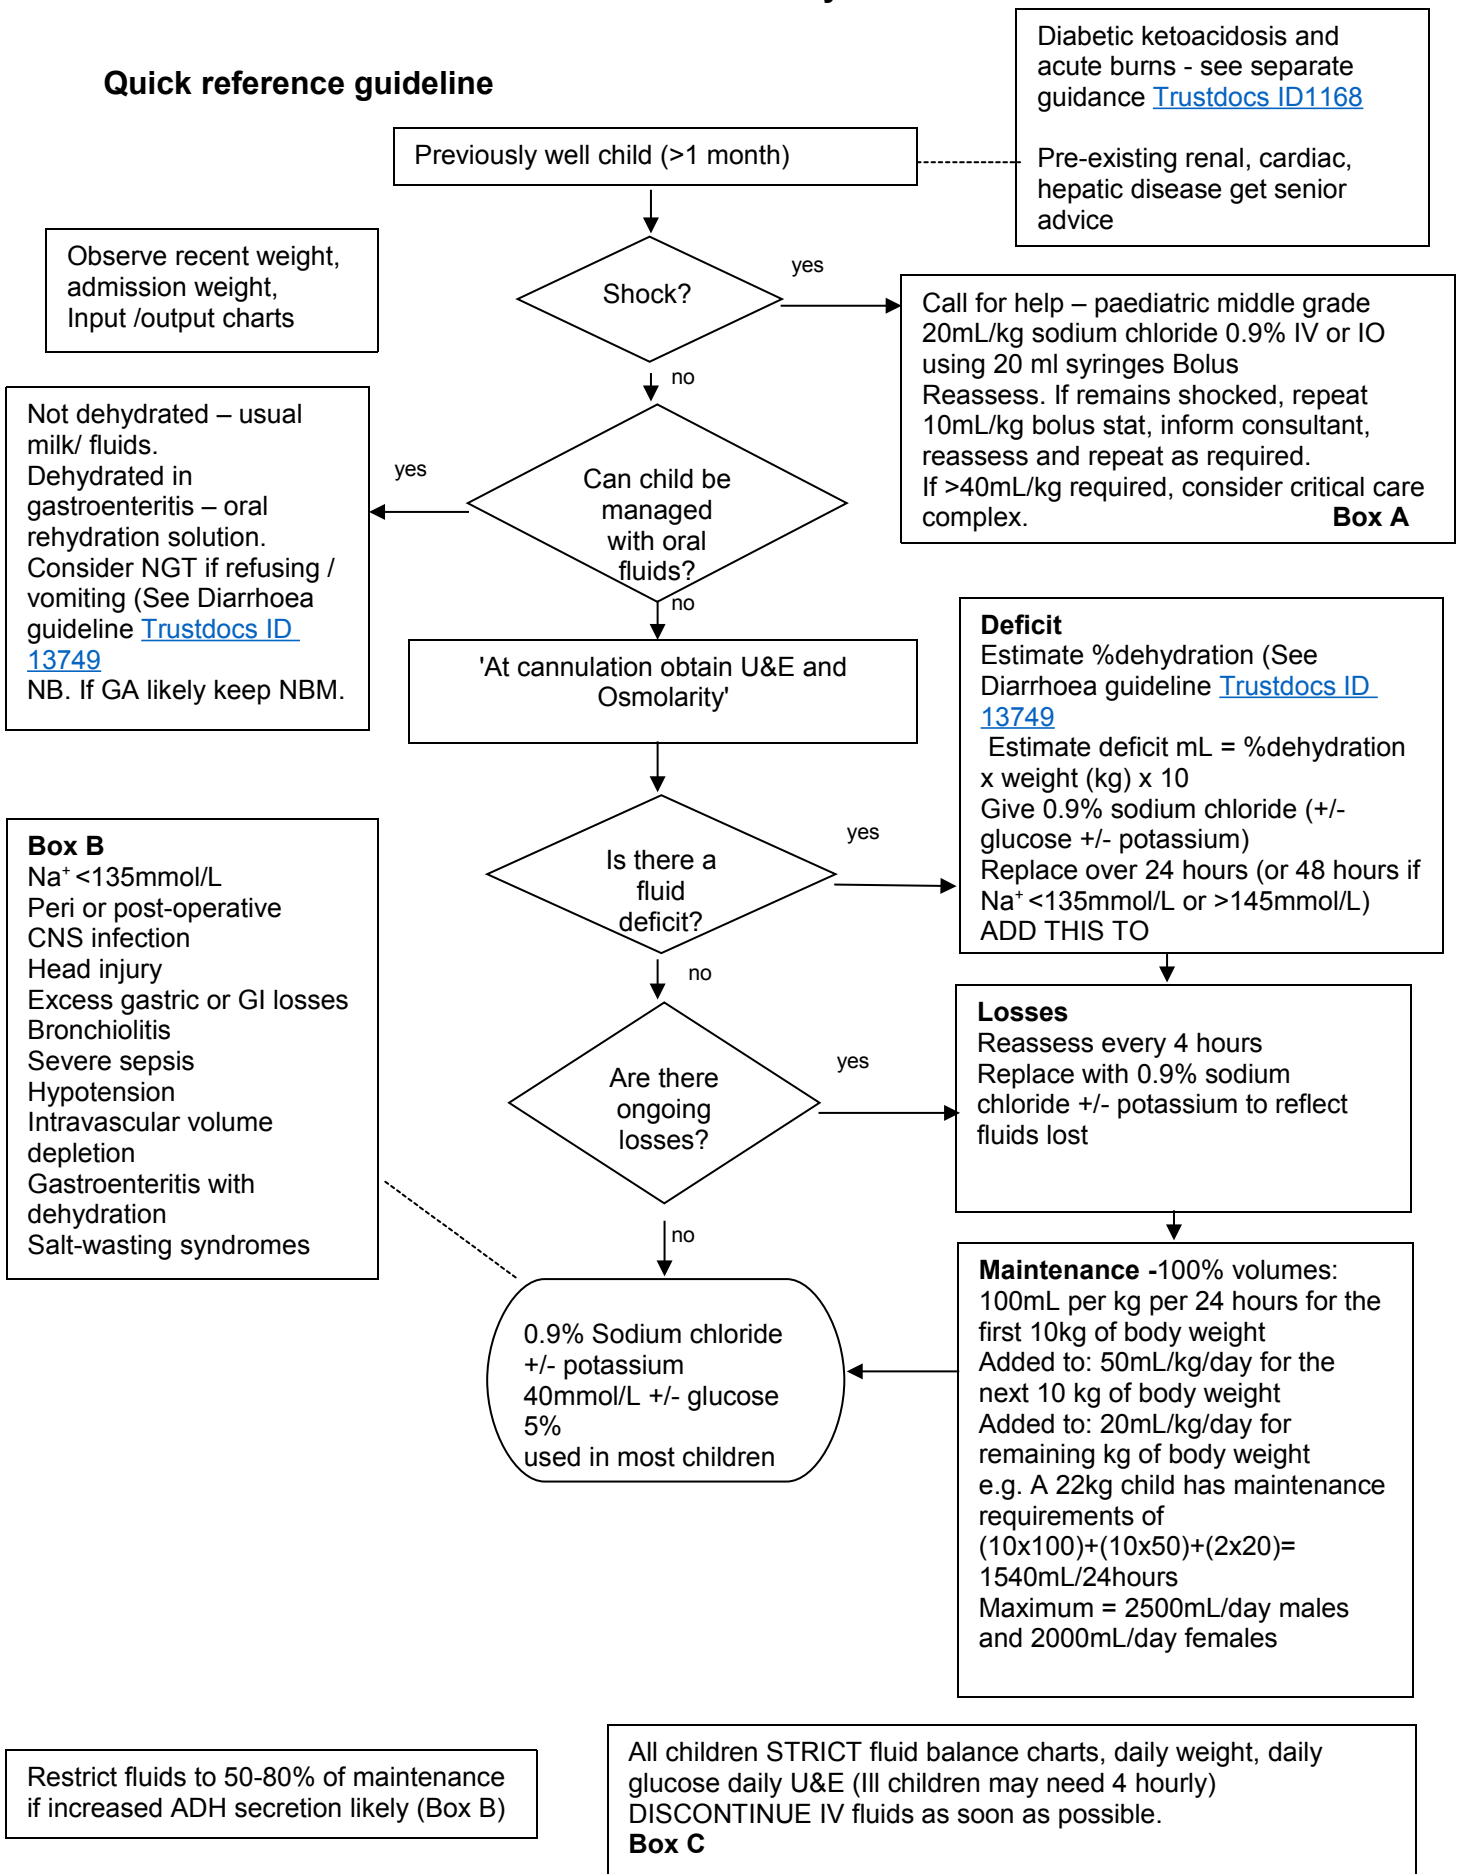 Quick reference guideline
Diabetic ketoacidosis and
acute burns - see separate
guidance Trustdocs ID1168
Pre-existing renal, cardiac,
hepatic disease get senior
advice
Previously well child (>1 month)
Observe recent weight,
admission weight,
Input /output charts
Shock?
yes
Call for help – paediatric middle grade
20mL/kg sodium chloride 0.9% IV or IO
using 20 ml syringes Bolus
Reassess. If remains shocked, repeat
10mL/kg bolus stat, inform consultant,
reassess and repeat as required.
If >40mL/kg required, consider critical care
complex. Box A
no
Can child be
managed
with oral
fluids?
yes
Not dehydrated – usual
milk/ fluids.
Dehydrated in
gastroenteritis – oral
rehydration solution.
Consider NGT if refusing /
vomiting (See Diarrhoea
guideline Trustdocs ID
13749
NB. If GA likely keep NBM.
no
'At cannulation obtain U&E and
Osmolarity'
Is there a
fluid
deficit?
yes
Deficit
Estimate %dehydration (See
Diarrhoea guideline Trustdocs ID
13749
Estimate deficit mL = %dehydration
x weight (kg) x 10
Give 0.9% sodium chloride (+/-
glucose +/- potassium)
Replace over 24 hours (or 48 hours if
Na⁺ <135mmol/L or >145mmol/L)
ADD THIS TO
no
Are there
ongoing
losses?
yes
Losses
Reassess every 4 hours
Replace with 0.9% sodium
chloride +/- potassium to reflect
fluids lost
Box B
Na⁺ <135mmol/L
Peri or post-operative
CNS infection
Head injury
Excess gastric or GI losses
Bronchiolitis
Severe sepsis
Hypotension
Intravascular volume
depletion
Gastroenteritis with
dehydration
Salt-wasting syndromes
no
0.9% Sodium chloride
+/- potassium
40mmol/L +/- glucose
5%
used in most children
Maintenance -100% volumes:
100mL per kg per 24 hours for the
first 10kg of body weight
Added to: 50mL/kg/day for the
next 10 kg of body weight
Added to: 20mL/kg/day for
remaining kg of body weight
e.g. A 22kg child has maintenance
requirements of
(10x100)+(10x50)+(2x20)=
1540mL/24hours
Maximum = 2500mL/day males
and 2000mL/day females
Restrict fluids to 50-80% of maintenance
if increased ADH secretion likely (Box B)
All children STRICT fluid balance charts, daily weight, daily
glucose daily U&E (Ill children may need 4 hourly)
DISCONTINUE IV fluids as soon as possible.
Box C